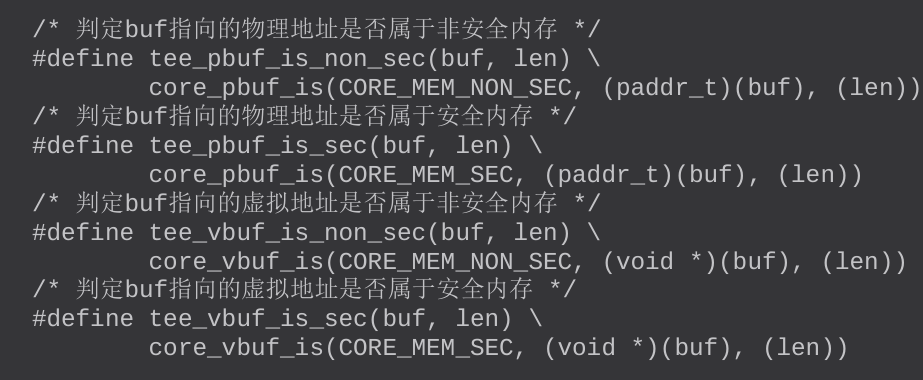 /* 判定buf指向的物理地址是否属于非安全内存 */
#define tee_pbuf_is_non_sec(buf, len) \
        core_pbuf_is(CORE_MEM_NON_SEC, (paddr_t)(buf), (len))
/* 判定buf指向的物理地址是否属于安全内存 */
#define tee_pbuf_is_sec(buf, len) \
        core_pbuf_is(CORE_MEM_SEC, (paddr_t)(buf), (len))
/* 判定buf指向的虚拟地址是否属于非安全内存 */
#define tee_vbuf_is_non_sec(buf, len) \
        core_vbuf_is(CORE_MEM_NON_SEC, (void *)(buf), (len))
/* 判定buf指向的虚拟地址是否属于安全内存 */
#define tee_vbuf_is_sec(buf, len) \
        core_vbuf_is(CORE_MEM_SEC, (void *)(buf), (len))